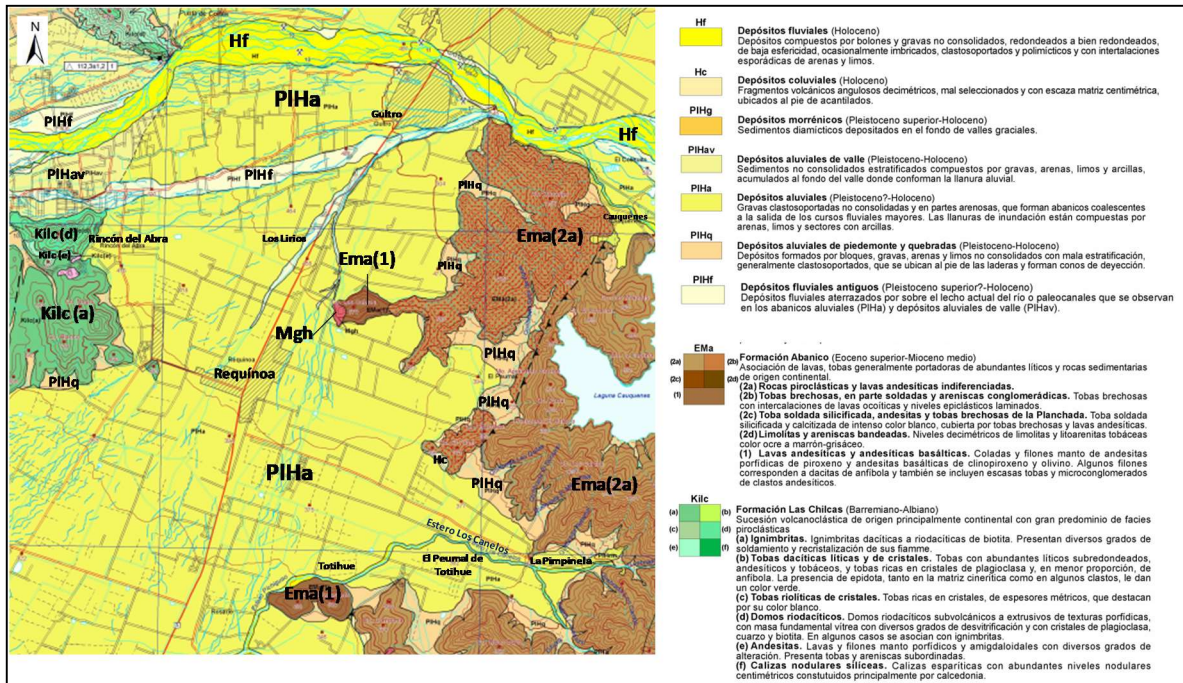 N
Hf
PlHa
Gultro
PlHf
Hf
PlHav
PlHf
PlHq
Cauquenes
Kilc(d)
Rincón del Abra
Kilc(e)
Los Lirios
Ema(2a)
Ema(1)
PlHq
PlHq
Kilc (a)
Mgh
PlHq
PlHq
Requínoa
PlHq
Laguna Cauquenes
Hc
PlHa
PlHq
Ema(2a)
Estero Los Canelos
El Peumal de
Totihue
La Pimpinela
Totihue
Ema(1)
Hf
Depósitos fluviales (Holoceno)
Depósitos compuestos por bolones y gravas no consolidados, redondeados a bien redondeados,
de baja esfericidad, ocasionalmente imbricados, clastosoportados y polimícticos y con intertalaciones
esporádicas de arenas y limos.
Hc
Depósitos coluviales (Holoceno)
Fragmentos volcánicos angulosos decimétricos, mal seleccionados y con escaza matriz centimétrica,
ubicados al pie de acantilados.
PlHg
Depósitos morrénicos (Pleistoceno superior-Holoceno)
Sedimentos diamícticos depositados en el fondo de valles graciales.
PlHav
Depósitos aluviales de valle (Pleistoceno-Holoceno)
Sedimentos no consolidados estratificados compuestos por gravas, arenas, limos y arcillas,
acumulados al fondo del valle donde conforman la llanura aluvial.
PlHa
Depósitos aluviales (Pleistoceno?-Holoceno)
Gravas clastosoportadas no consolidadas y en partes arenosas, que forman abanicos coalescentes
a la salida de los cursos fluviales mayores. Las llanuras de inundación están compuestas por
arenas, limos y sectores con arcillas.
PlHq
Depósitos aluviales de piedemonte y quebradas (Pleistoceno-Holoceno)
Depósitos formados por bloques, gravas, arenas y limos no consolidados con mala estratificación,
generalmente clastosoportados, que se ubican al pie de las laderas y forman conos de deyección.
PlHf
Depósitos fluviales antiguos (Pleistoceno superior?-Holoceno)
Depósitos fluviales aterrazados por sobre el lecho actual del río o paleocanales que se observan
en los abanicos aluviales (PlHa) y depósitos aluviales de valle (PlHav).
EMa
(2a)
(2b)
(2c)
(2d)
(1)
Formación Abanico (Eoceno superior-Mioceno medio)
Asociación de lavas, tobas generalmente portadoras de abundantes líticos y rocas sedimentarias
de origen continental.
(2a) Rocas piroclásticas y lavas andesíticas indiferenciadas.
(2b) Tobas brechosas, en parte soldadas y areniscas conglomerádicas. Tobas brechosas
con intercalaciones de lavas ocoíticas y niveles epiclásticos laminados.
(2c) Toba soldada silicificada, andesitas y tobas brechosas de la Planchada. Toba soldada
silicificada y calcitizada de intenso color blanco, cubierta por tobas brechosas y lavas andesíticas.
(2d) Limolitas y areniscas bandeadas. Niveles decimétricos de limolitas y litoarenitas tobáceas
color ocre a marrón-grisáceo.
(1) Lavas andesíticas y andesíticas basálticas. Coladas y filones manto de andesitas
porfídicas de piroxeno y andesitas basálticas de clinopiroxeno y olivino. Algunos filones
corresponden a dacitas de anfíbola y también se incluyen escasas tobas y microconglomerados
de clastos andesíticos.
Kilc
(a)
(b)
(c)
(d)
(e)
(f)
Formación Las Chilcas (Barremiano-Albiano)
Sucesión volcanoclástica de origen principalmente continental con gran predominio de facies
piroclásticas
(a) Ignimbritas. Ignimbritas dacíticas a riodacíticas de biotita. Presentan diversos grados de
soldamiento y recristalización de sus fiamme.
(b) Tobas dacíticas líticas y de cristales. Tobas con abundantes líticos subredondeados,
andesíticos y tobáceos, y tobas ricas en cristales de plagioclasa y, en menor proporción, de
anfíbola. La presencia de epidota, tanto en la matriz cinerítica como en algunos clastos, le dan
un color verde.
(c) Tobas riolíticas de cristales. Tobas ricas en cristales, de espesores métricos, que destacan
por su color blanco.
(d) Domos riodacíticos. Domos riodacíticos subvolcánicos a extrusivos de texturas porfídicas,
con masa fundamental vítrea con diversos grados de desvitrificación y con cristales de plagioclasa,
cuarzo y biotita. En algunos casos se asocian con ignimbritas.
(e) Andesitas. Lavas y filones manto porfídicos y amigdaloidales con diversos grados de
alteración. Presenta tobas y areniscas subordinadas.
(f) Calizas nodulares silíceas. Calizas esparíticas con abundantes niveles nodulares
centímetros constutuidos principalmente por calcedonia.